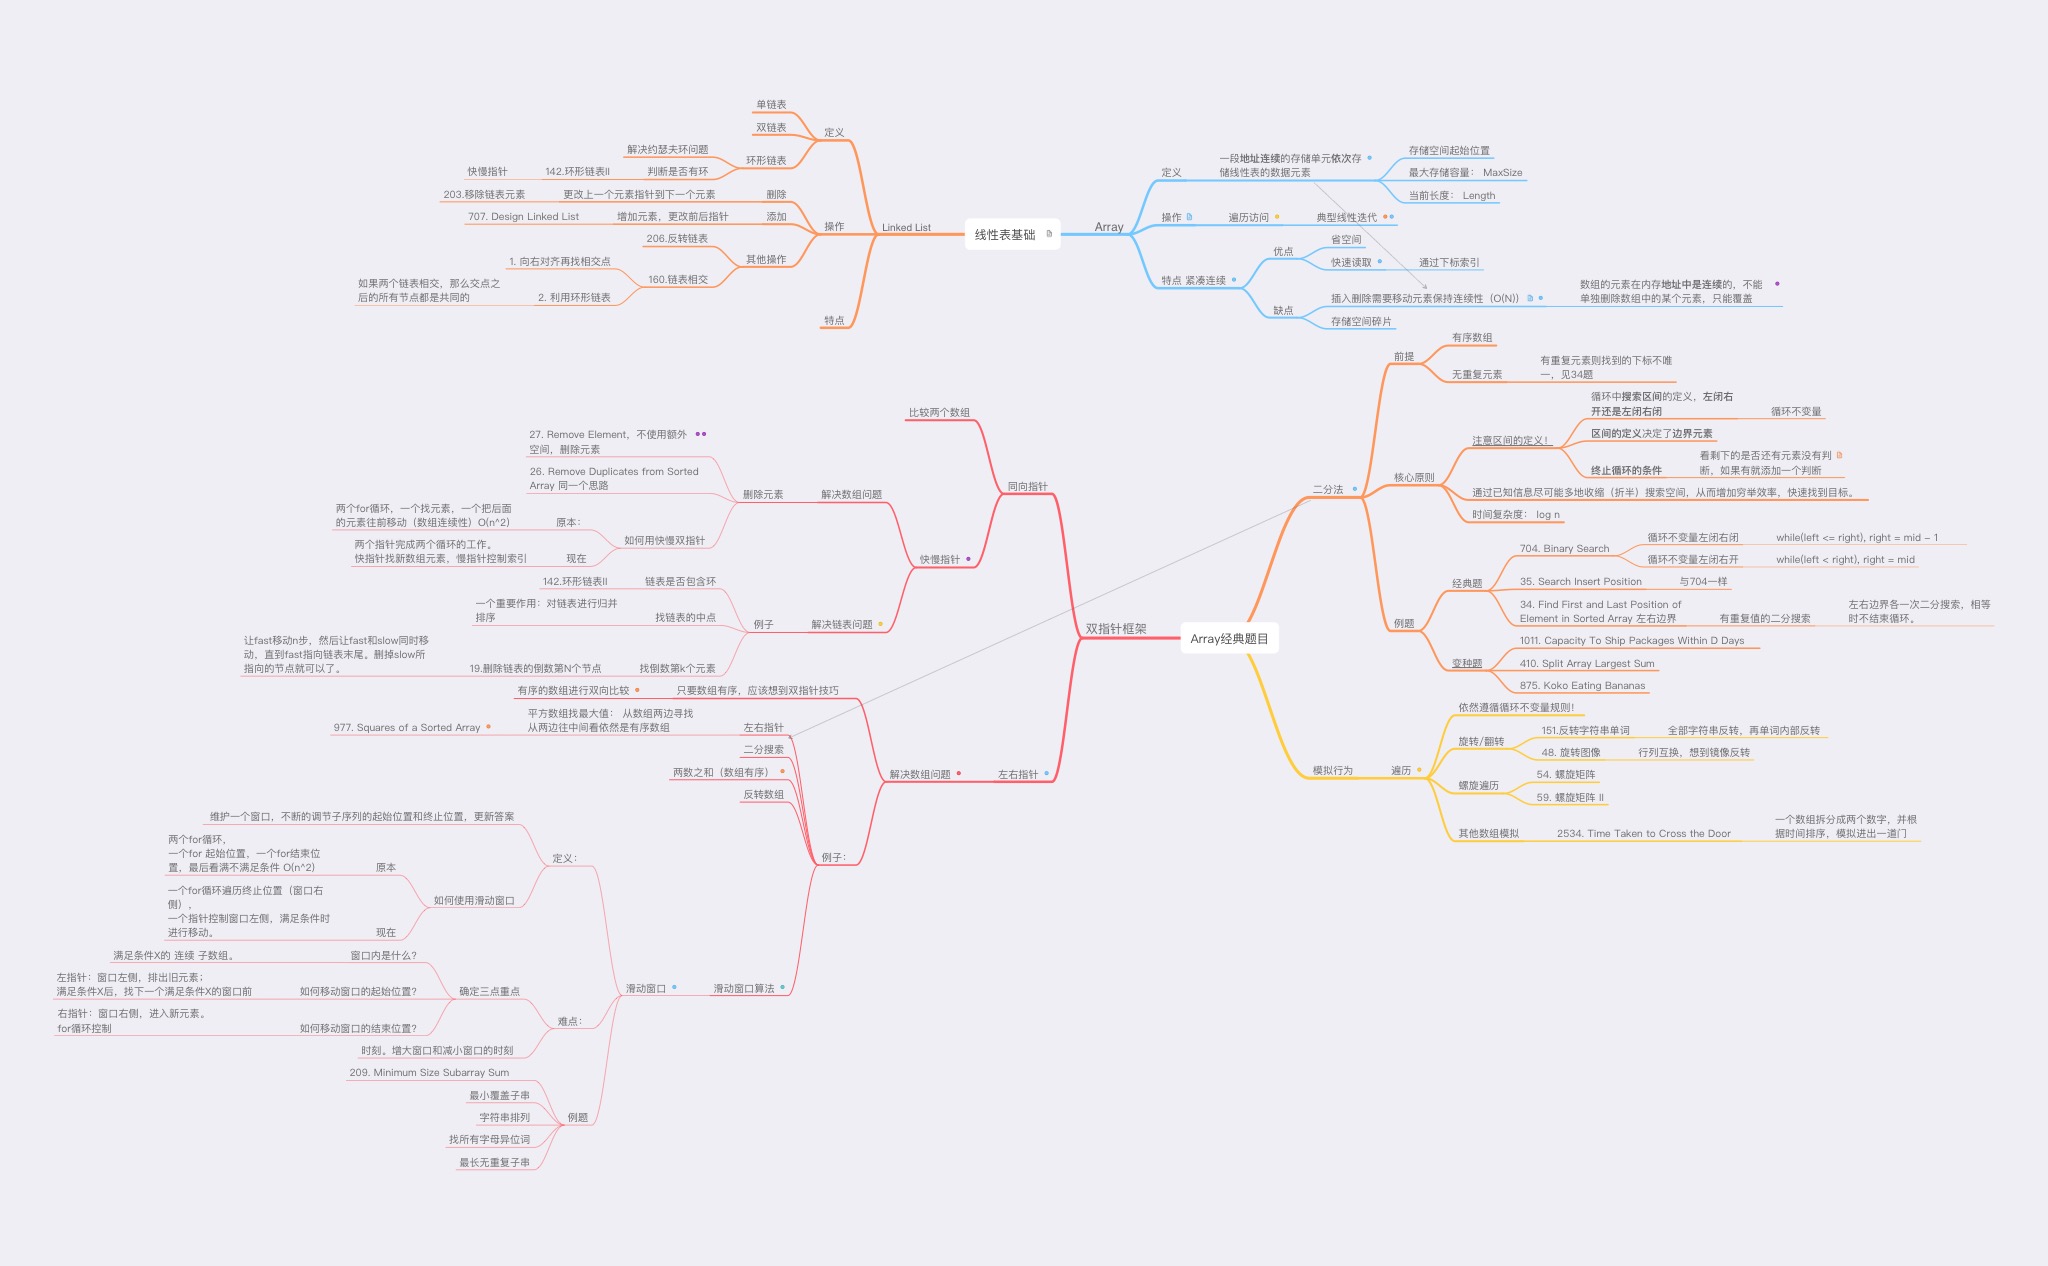 线性表基础
Linked List
定义
单链表
双链表
环形链表
解决约瑟夫环问题
判断是否有环
142.环形链表II
快慢指针
操作
删除
更改上一个元素指针到下一个元素
203.移除链表元素
添加
增加元素，更改前后指针
707. Design Linked List
其他操作
206.反转链表
160.链表相交
1. 向右对齐再找相交点
2. 利用环形链表
如果两个链表相交，那么交点之
后的所有节点都是共同的
特点
Array
定义
一段地址连续的存储单元依次存
储线性表的数据元素
存储空间起始位置
最大存储容量： MaxSize
当前长度： Length
操作
遍历访问
典型线性迭代
特点 紧凑连续
优点
省空间
快速读取
通过下标索引
缺点
插入删除需要移动元素保持连续性（O(N)）
数组的元素在内存地址中是连续的，不能
单独删除数组中的某个元素，只能覆盖
存储空间碎片
Array经典题目
二分法
前提
有序数组
无重复元素
有重复元素则找到的下标不唯
一，见34题
核心原则
注意区间的定义！
循环中搜索区间的定义，左闭右
开还是左闭右闭
循环不变量
区间的定义决定了边界元素
终止循环的条件
看剩下的是否还有元素没有判
断，如果有就添加一个判断
通过已知信息尽可能多地收缩（折半）搜索空间，从而增加穷举效率，快速找到目标。
时间复杂度： log n
例题
经典题
704. Binary Search
循环不变量左闭右闭
while(left <= right), right = mid - 1
循环不变量左闭右开
while(left < right), right = mid
35. Search Insert Position
与704一样
34. Find First and Last Position of
Element in Sorted Array 左右边界
有重复值的二分搜索
左右边界各一次二分搜索，相等
时不结束循环。
变种题
1011. Capacity To Ship Packages Within D Days
410. Split Array Largest Sum
875. Koko Eating Bananas
模拟行为
遍历
依然遵循循环不变量规则！
旋转/翻转
151.反转字符串单词
全部字符串反转，再单词内部反转
48. 旋转图像
行列互换，想到镜像反转
螺旋遍历
54. 螺旋矩阵
59. 螺旋矩阵 II
其他数组模拟
2534. Time Taken to Cross the Door
一个数组拆分成两个数字，并根
据时间排序，模拟进出一道门
双指针框架
同向指针
比较两个数组
快慢指针
解决数组问题
删除元素
27. Remove Element，不使用额外
空间，删除元素
26. Remove Duplicates from Sorted
Array 同一个思路
如何用快慢双指针
原本：
两个for循环，一个找元素，一个把后面
的元素往前移动（数组连续性）O(n^2)
现在
两个指针完成两个循环的工作。
快指针找新数组元素，慢指针控制索引
解决链表问题
例子
链表是否包含环
142.环形链表II
找链表的中点
一个重要作用：对链表进行归并
排序
找倒数第k个元素
19.删除链表的倒数第N个节点
让fast移动n步，然后让fast和slow同时移
动，直到fast指向链表末尾。删掉slow所
指向的节点就可以了。
左右指针
解决数组问题
只要数组有序，应该想到双指针技巧
有序的数组进行双向比较
例子：
左右指针
平方数组找最大值： 从数组两边寻找
从两边往中间看依然是有序数组
977. Squares of a Sorted Array
二分搜索
两数之和（数组有序）
反转数组
滑动窗口算法
滑动窗口
定义：
维护一个窗口，不断的调节子序列的起始位置和终止位置，更新答案
如何使用滑动窗口
原本
两个for循环，
一个for 起始位置，一个for结束位
置，最后看满不满足条件 O(n^2)
现在
一个for循环遍历终止位置（窗口右
侧），
一个指针控制窗口左侧，满足条件时
进行移动。
难点：
确定三点重点
窗口内是什么？
满足条件X的 连续 子数组。
如何移动窗口的起始位置？
左指针：窗口左侧，排出旧元素；
满足条件X后，找下一个满足条件X的窗口前
如何移动窗口的结束位置？
右指针：窗口右侧，进入新元素。
for循环控制
时刻。增大窗口和减小窗口的时刻
例题
209. Minimum Size Subarray Sum
最小覆盖子串
字符串排列
找所有字母异位词
最长无重复子串